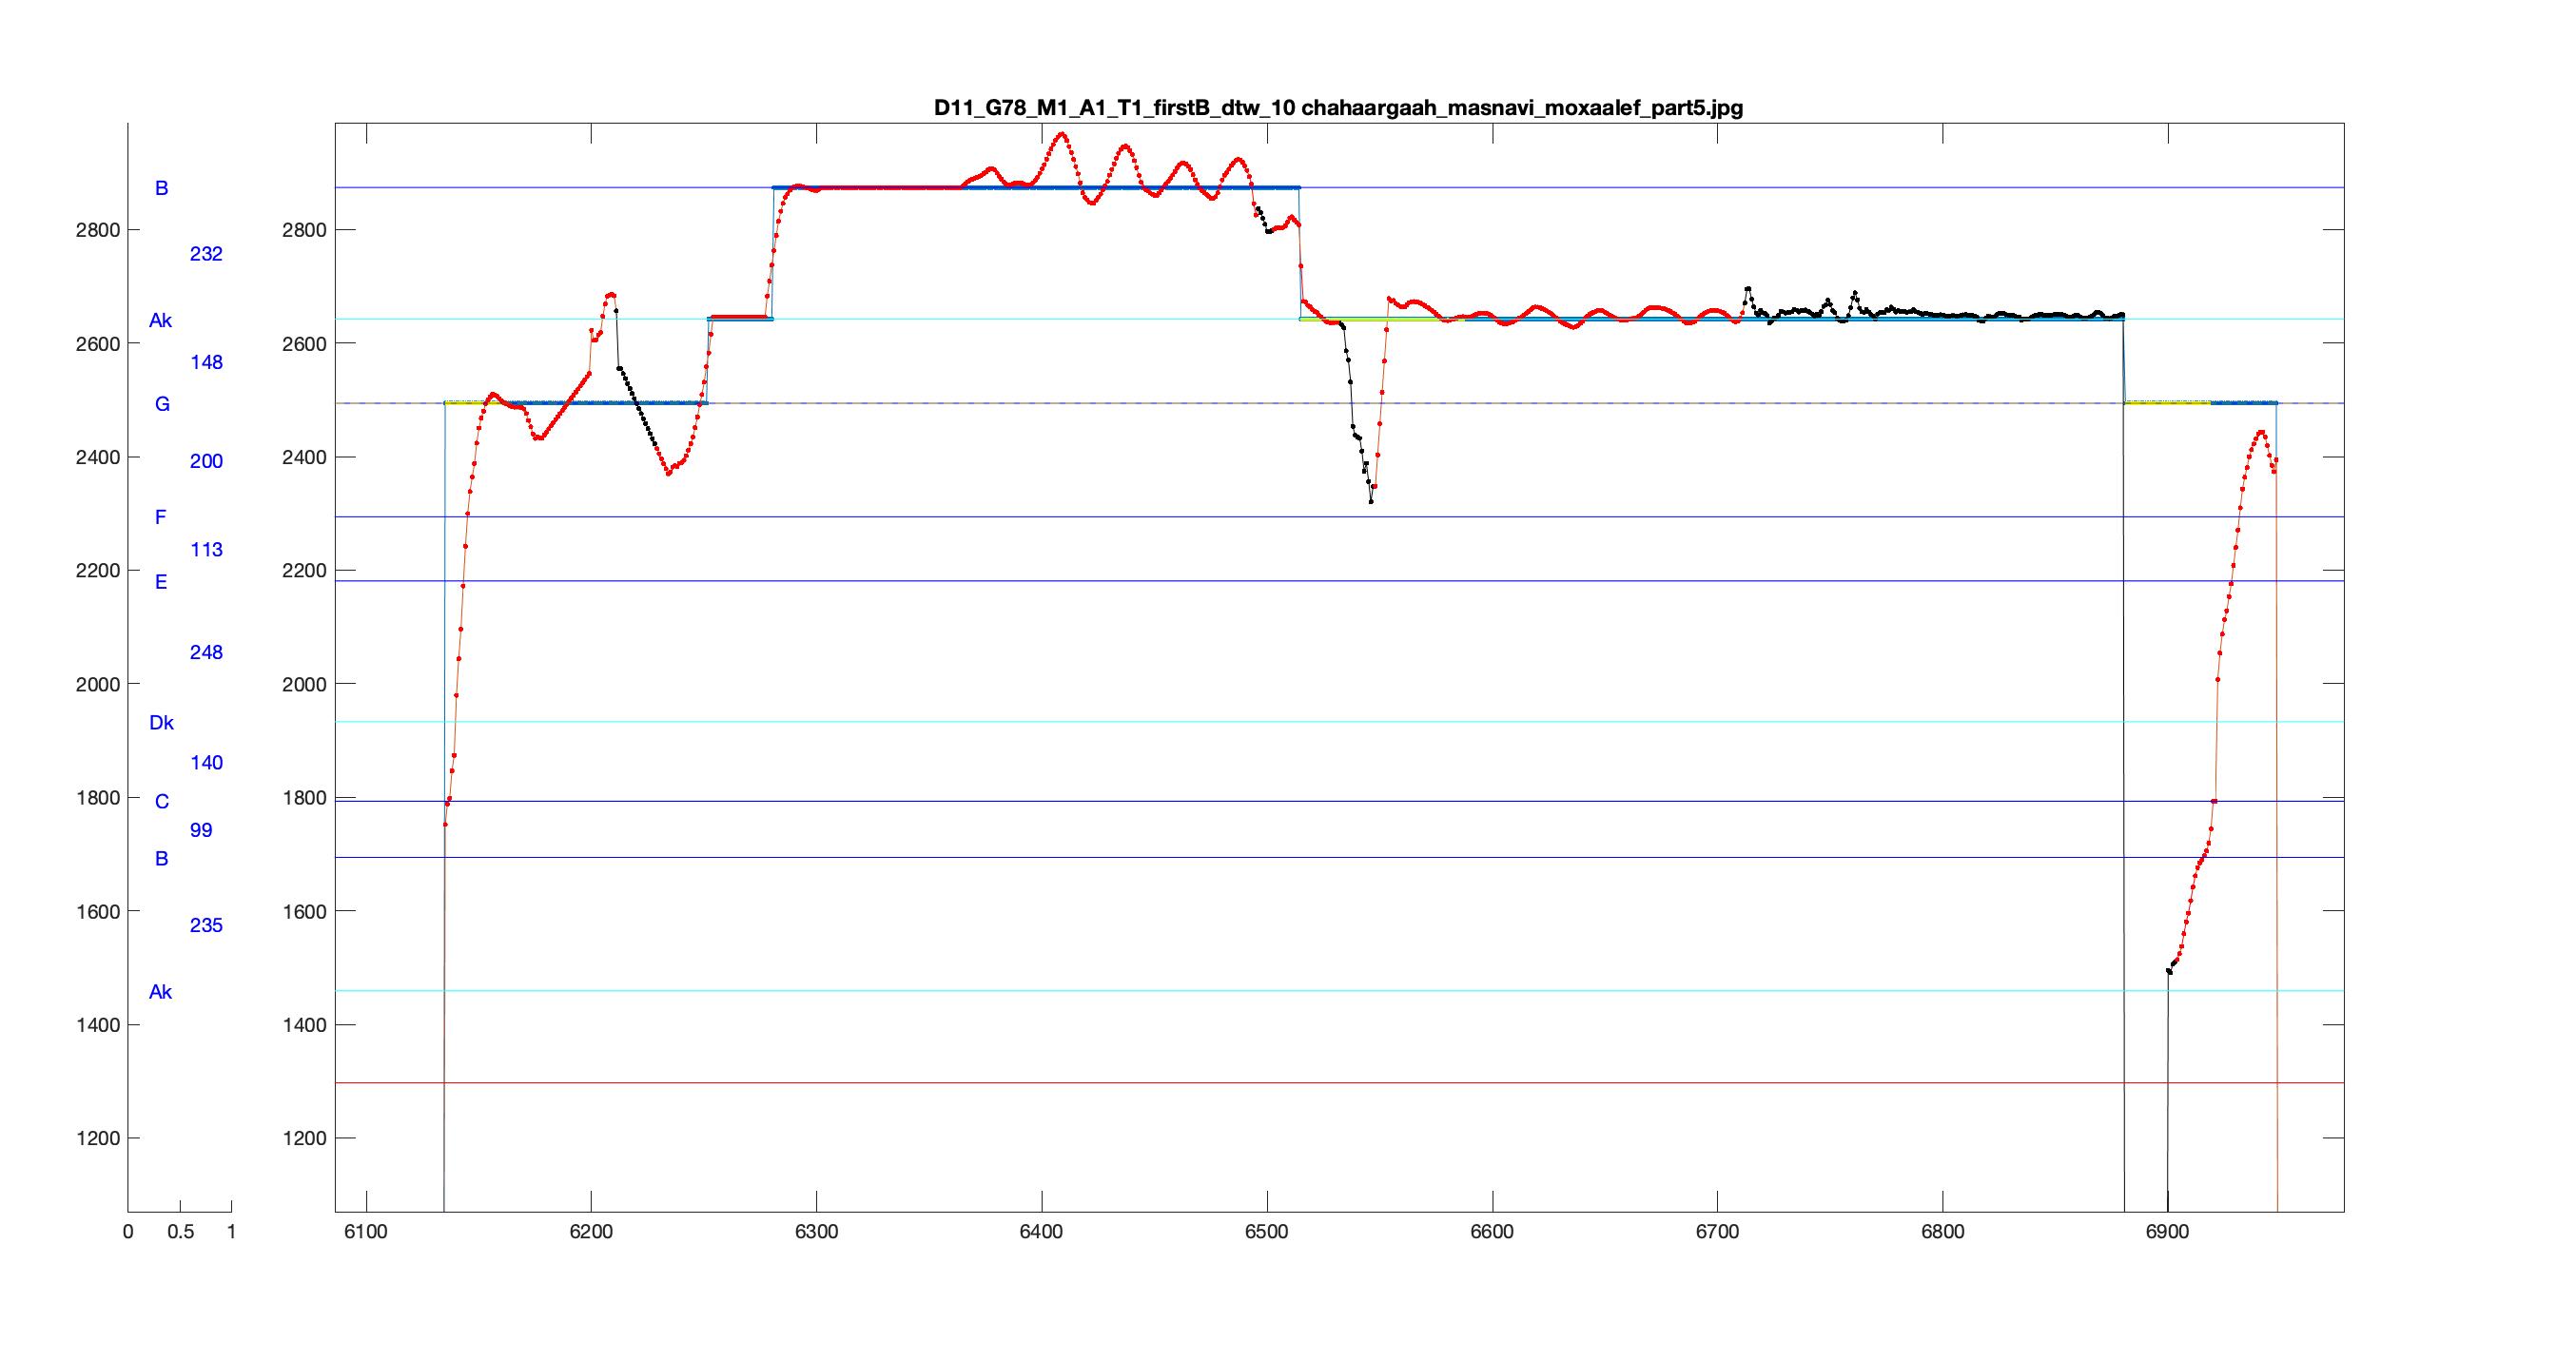 D11_G78_M1_A1_T1_firstB_dtw_10 chahaargaah_masnavi_moxaalef_part5.jpg
B
2800 2800
232
Ak
2600 2600
148
G
2400 200 2400
F
113
2200 E 2200
248
2000 2000
Dk
140
1800 C 1800
99
B
1600 235 1600
Ak
1400 1400
1200 1200
0 0.5 1 6100 6200 6300 6400 6500 6600 6700 6800 6900